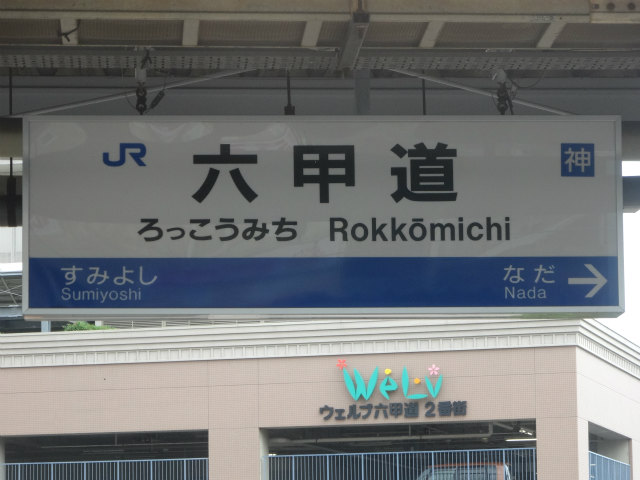 JR 六甲道 神
ろっこうみち Rokkōmichi
すみよし なだ →
Sumiyoshi Nada
Welv
ウェルブ六甲道 2番街